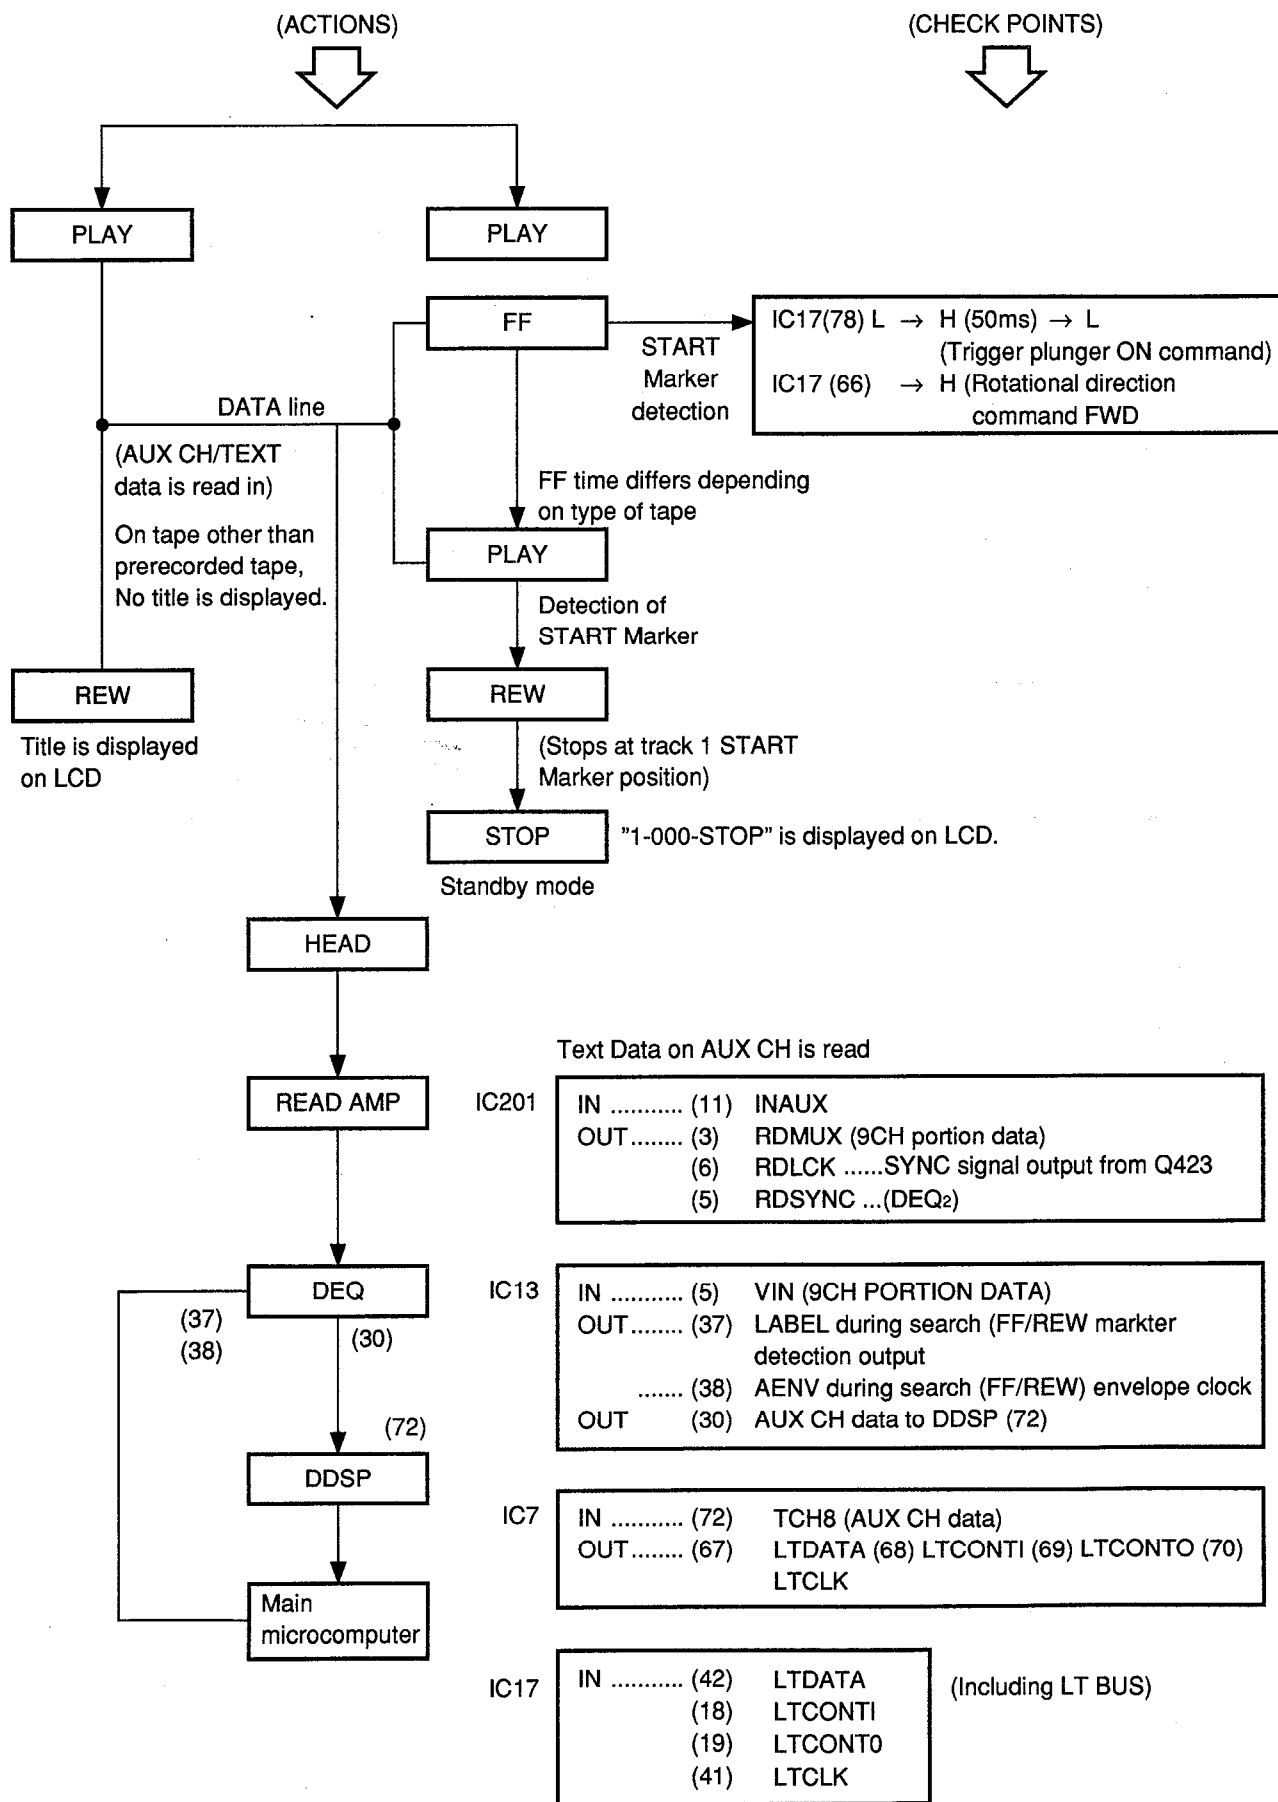 (ACTIONS)
(CHECK POINTS)
PLAY
PLAY
FF
START
Marker
detection
IC17(78) L → H (50ms) → L
(Trigger plunger ON command)
IC17 (66) → H (Rotational direction
command FWD
DATA line
(AUX CH/TEXT
data is read in)
On tape other than
prerecorded tape,
No title is displayed.
FF time differs depending
on type of tape
PLAY
Detection of
START Marker
REW
Title is displayed
on LCD
REW
(Stops at track 1 START
Marker position)
STOP
"1-000-STOP" is displayed on LCD.
Standby mode
HEAD
Text Data on AUX CH is read
READ AMP
IC201
IN ........... (11) INAUX
OUT........ (3) RDMUX (9CH portion data)
(6) RDLCK ......SYNC signal output from Q423
(5) RDSYNC ...(DEQ2)
DEQ
(37)
(38)
(30)
(72)
IC13
IN ........... (5) VIN (9CH PORTION DATA)
OUT........ (37) LABEL during search (FF/REW markter
detection output
....... (38) AENV during search (FF/REW) envelope clock
OUT (30) AUX CH data to DDSP (72)
DDSP
IC7
IN ........... (72) TCH8 (AUX CH data)
OUT........ (67) LTDATA (68) LTCONTI (69) LTCONTO (70)
LTCLK
Main
microcomputer
IC17
IN ........... (42) LTDATA
(18) LTCONTI
(19) LTCONT0
(41) LTCLK
(Including LT BUS)